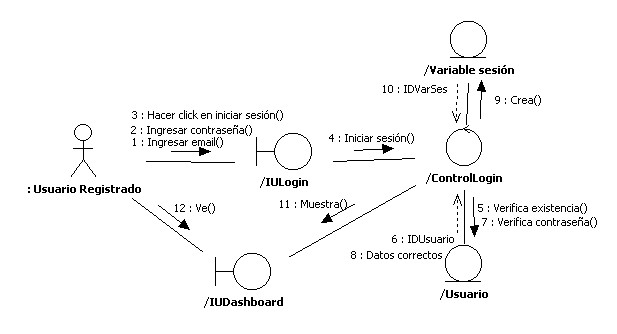 /Variable sesión
10 : IDVarSes
9 : Crea()
3 : Hacer click en iniciar sesión()
2 : Ingresar contraseña()
1 : Ingresar email()
4 : Iniciar sesión()
: Usuario Registrado
/IULogin
/ControlLogin
12 : Ve()
11 : Muestra()
5 : Verifica existencia()
7 : Verifica contraseña()
6 : IDUsuario
8 : Datos correctos
/IUDashboard
/Usuario